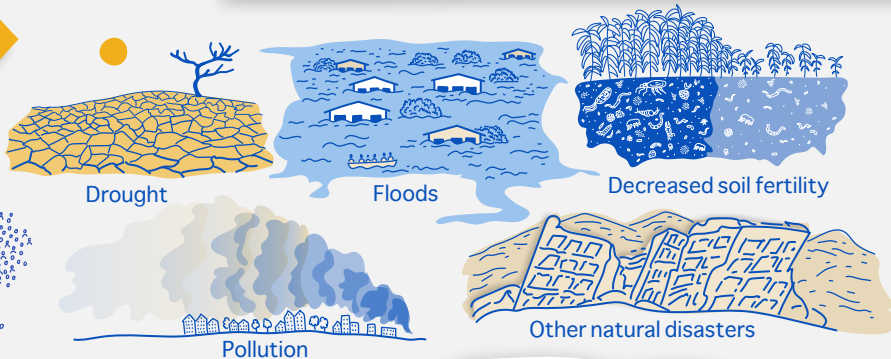 Drought
Floods
Decreased soil fertility
Pollution
Other natural disasters